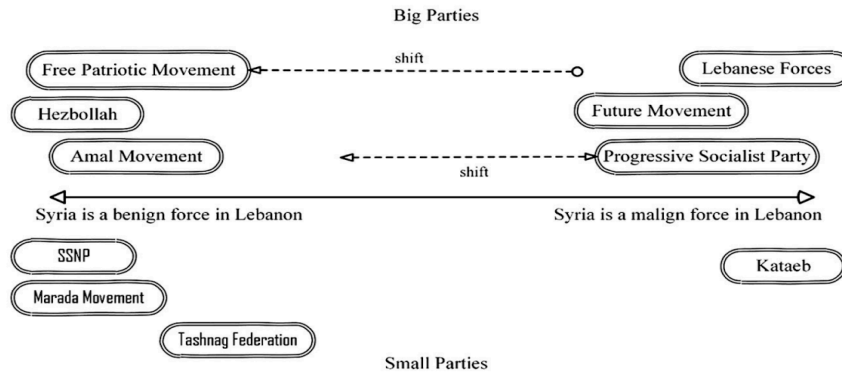 Big Parties
shift
Free Patriotic Movement
Lebanese Forces
Hezbollah
Future Movement
Amal Movement
Progressive Socialist Party
shift
Syria is a benign force in Lebanon
Syria is a malign force in Lebanon
SSNP
Kataeb
Marada Movement
Tashnag Federation
Small Parties